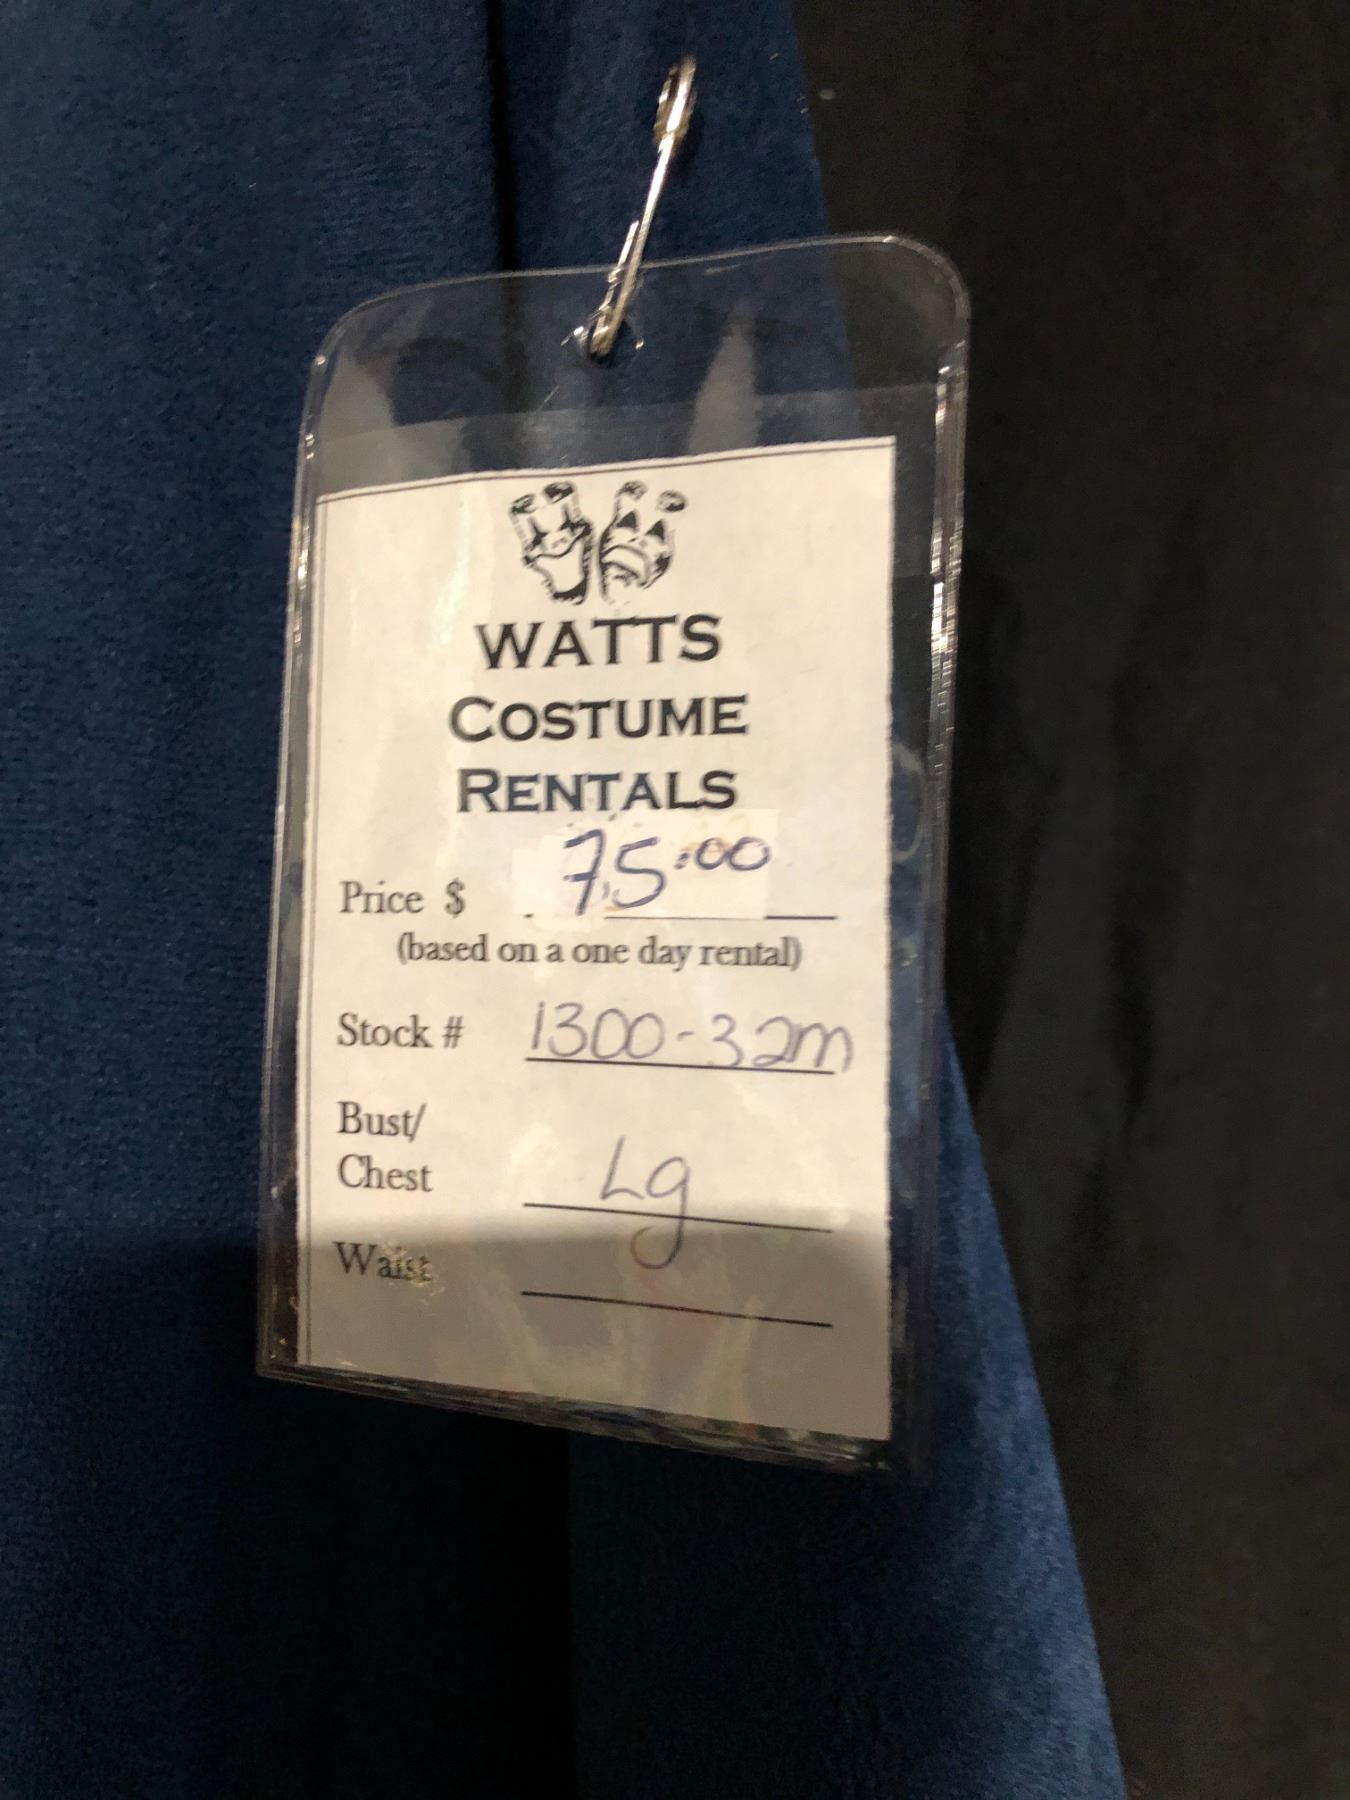 WATTS
COSTUME
RENTALS
Price $ 75.00
(based on a one day rental)
Stock # 1300-32m
Bust/
Chest Lg
Waist